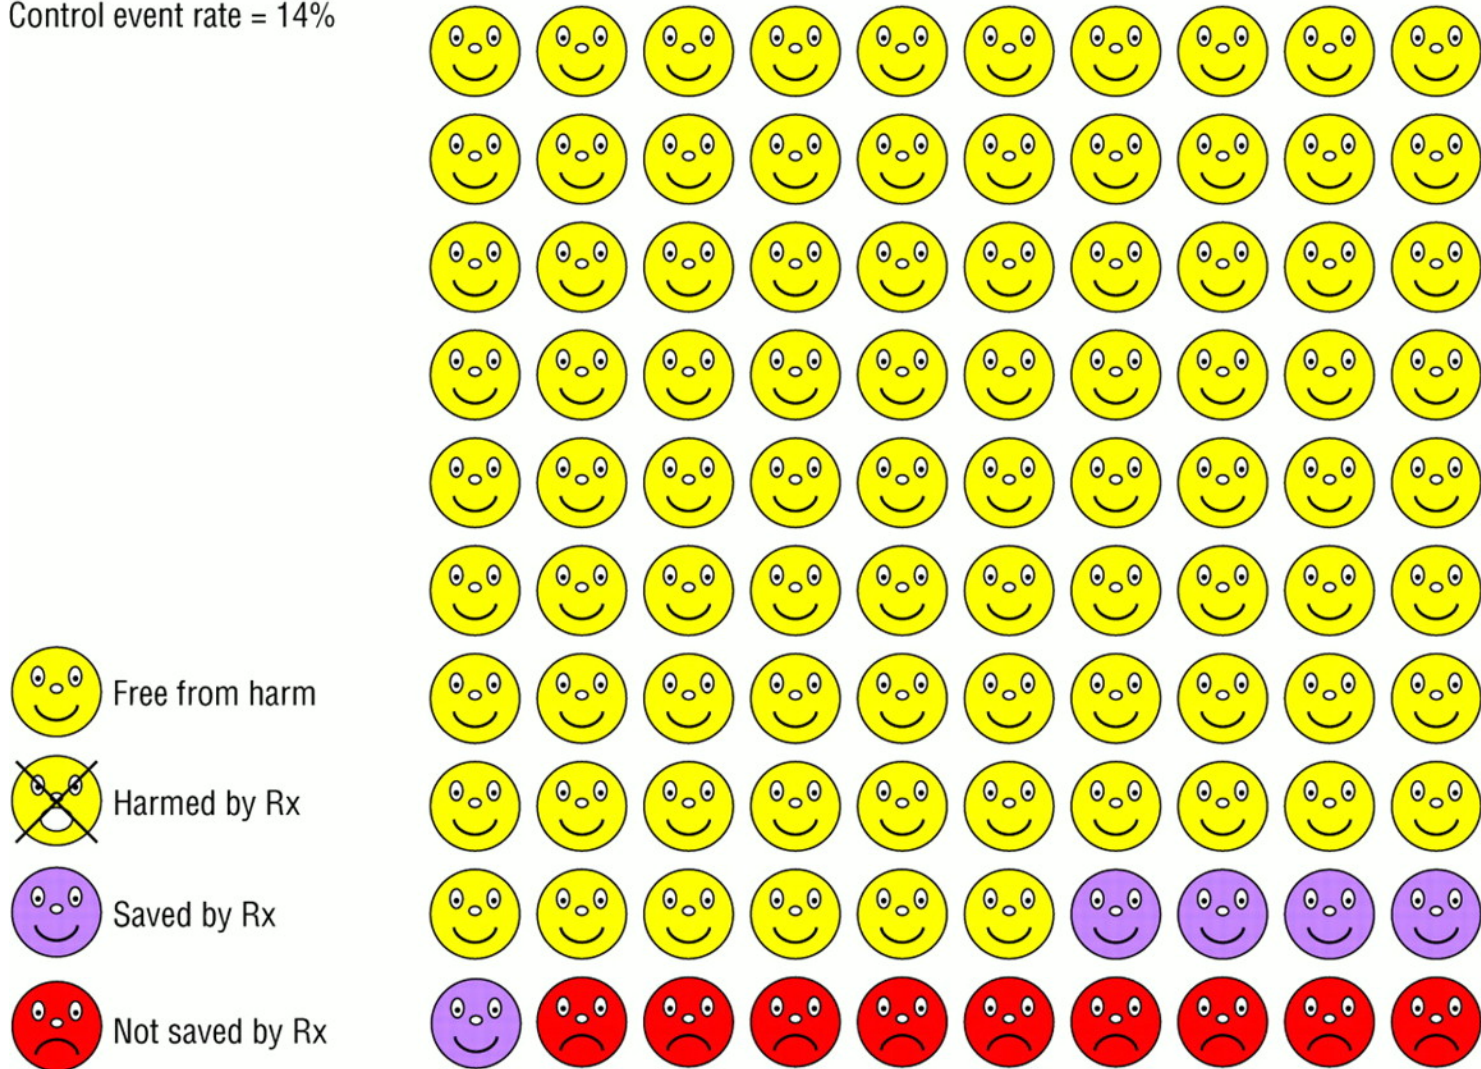 Control event rate = 14%
Free from harm
Harmed by Rx
Saved by Rx
Not saved by Rx